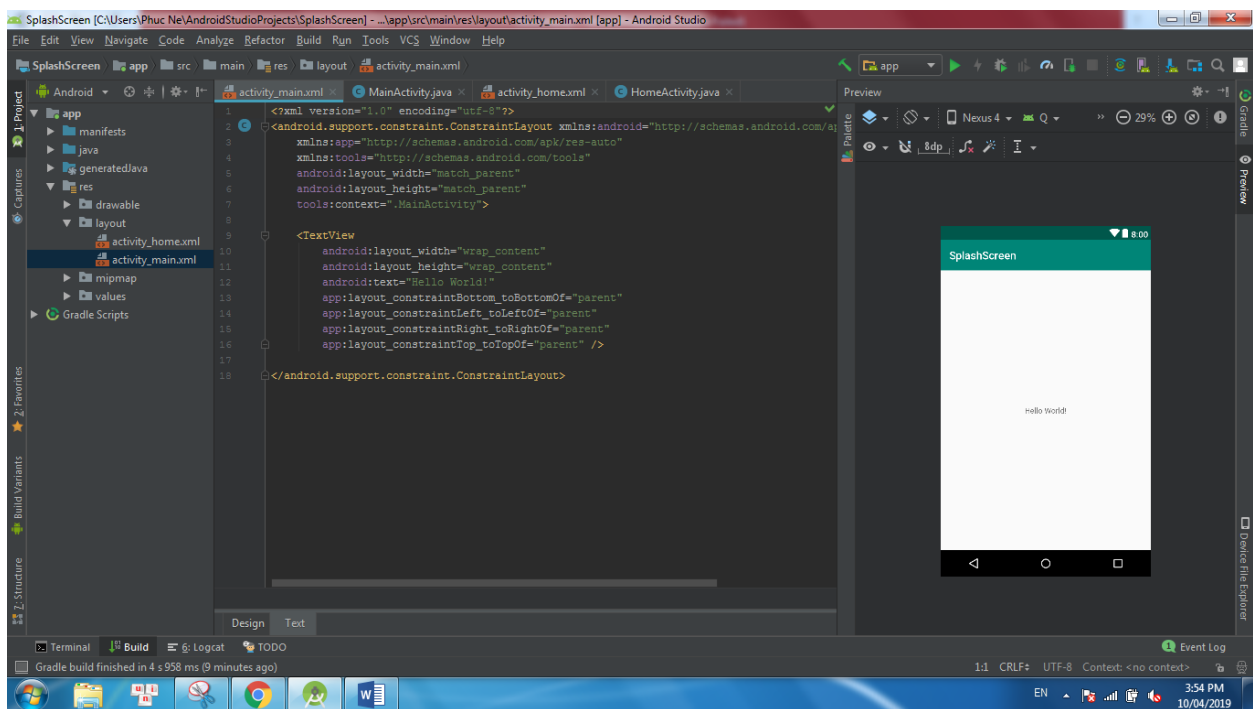 SplashScreen [C:\Users\Phuc Ne\AndroidStudioProjects\SplashScreen] - ...\app\src\main\res\layout\activity_main.xml [app] - Android Studio
File Edit View Navigate Code Analyze Refactor Build Run Tools VCS Window Help
SplashScreen app src main res layout activity_main.xml
app
Android
activity_main.xml MainActivity.java activity_home.xml HomeActivity.java
Preview
1: Project
Captures
2: Favorites
Build Variants
7: Structure
app
manifests
java
generatedJava
res
drawable
layout
activity_home.xml
activity_main.xml
mipmap
values
Gradle Scripts
1 <?xml version="1.0" encoding="utf-8"?>
2 <android.support.constraint.ConstraintLayout xmlns:android="http://schemas.android.com/ap
3 xmlns:app="http://schemas.android.com/apk/res-auto"
4 xmlns:tools="http://schemas.android.com/tools"
5 android:layout_width="match_parent"
6 android:layout_height="match_parent"
7 tools:context=".MainActivity">
8
9 <TextView
10 android:layout_width="wrap_content"
11 android:layout_height="wrap_content"
12 android:text="Hello World!"
13 app:layout_constraintBottom_toBottomOf="parent"
14 app:layout_constraintLeft_toLeftOf="parent"
15 app:layout_constraintRight_toRightOf="parent"
16 app:layout_constraintTop_toTopOf="parent" />
17
18 </android.support.constraint.ConstraintLayout>
Design Text
Palette
Nexus 4 Q 29%
8dp
8:00
SplashScreen
Hello World!
Gradle
Preview
Device File Explorer
Terminal Build 6: Logcat TODO
Event Log
Gradle build finished in 4 s 958 ms (9 minutes ago)
1:1 CRLF UTF-8 Context: <no context>
EN
3:54 PM
10/04/2019